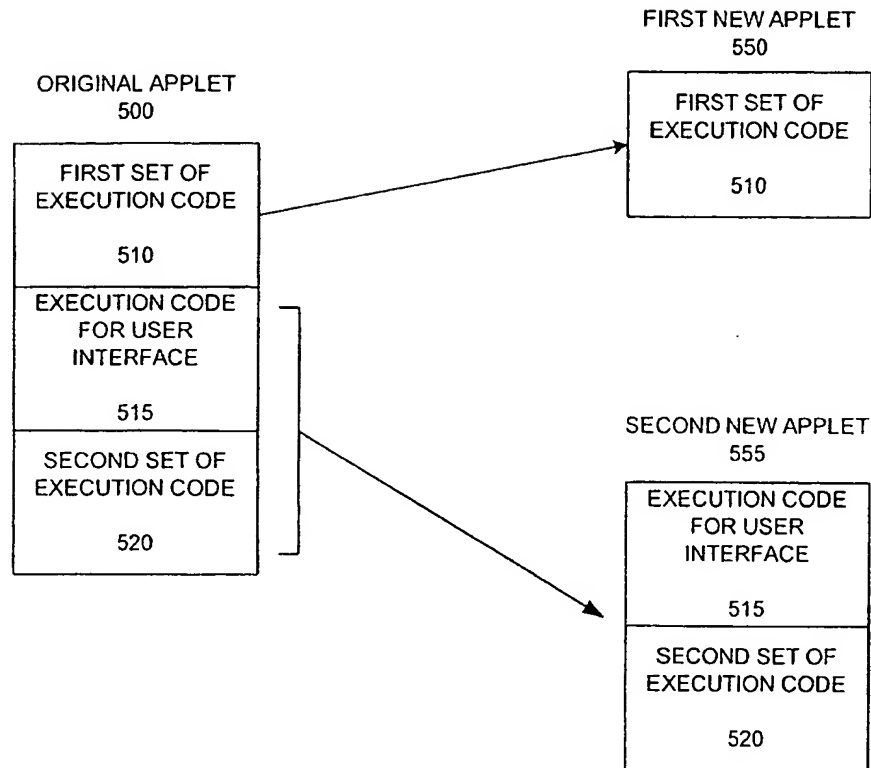 ORIGINAL APPLET
500
FIRST SET OF
EXECUTION CODE
510
EXECUTION CODE
FOR USER
INTERFACE
515
SECOND SET OF
EXECUTION CODE
520
FIRST NEW APPLET
550
FIRST SET OF
EXECUTION CODE
510
SECOND NEW APPLET
555
EXECUTION CODE
FOR USER
INTERFACE
515
SECOND SET OF
EXECUTION CODE
520